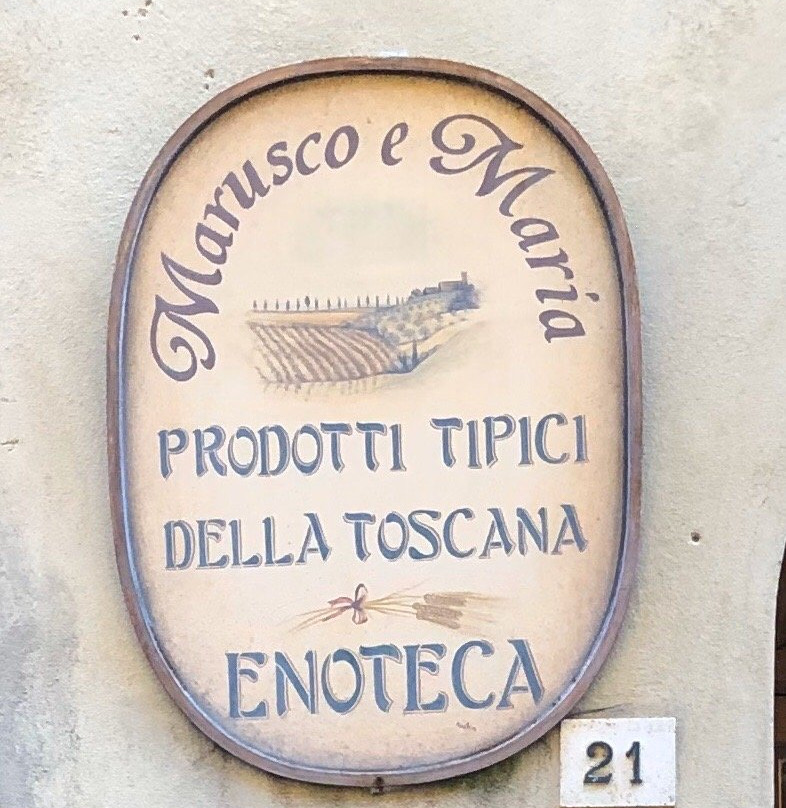 Marusco e Maria
PRODOTTI TIPICI
DELLA TOSCANA
ENOTECA
21